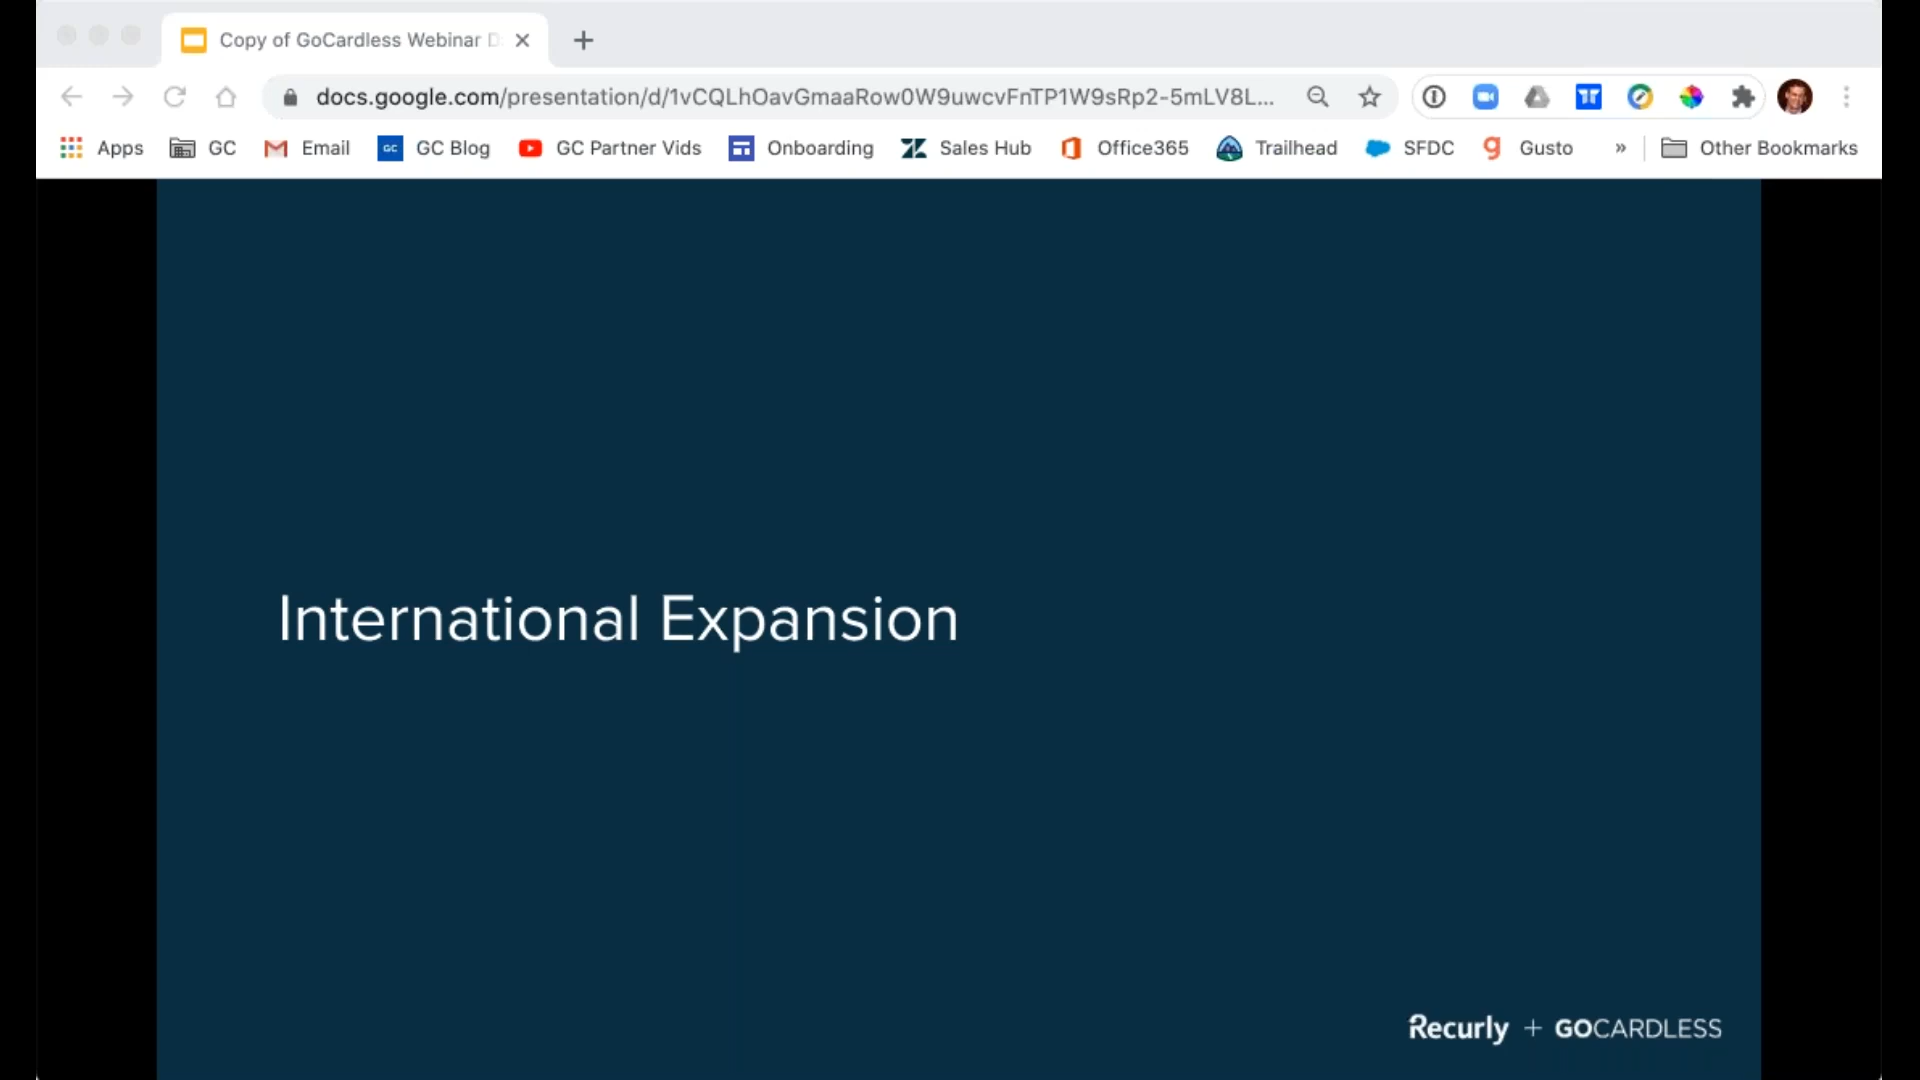 Copy of GoCardless Webinar D
docs.google.com/presentation/d/1vCQLhOavGmaaRow0W9uwcvFnTP1W9sRp2-5mLV8L...
Apps GC Email GC GC Blog GC Partner Vids Onboarding Sales Hub Office365 Trailhead SFDC Gusto » Other Bookmarks
International Expansion
Recurly + GOCARDLESS